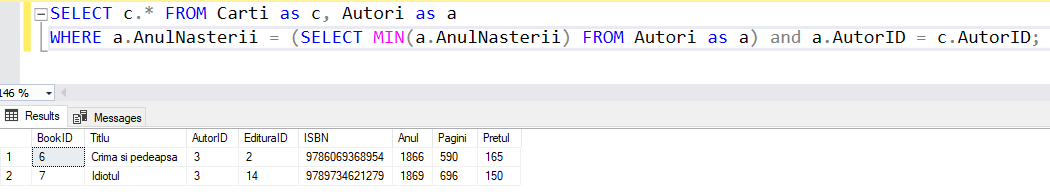 SELECT c.* FROM Carti as c, Autori as a
WHERE a.AnulNasterii = (SELECT MIN(a.AnulNasterii) FROM Autori as a) and a.AutorID = c.AutorID;
146 %
Results Messages
BookID Titlu AutorID EdituraID ISBN Anul Pagini Pretul
1 6 Crima si pedeapsa 3 2 9786069368954 1866 590 165
2 7 Idiotul 3 14 9789734621279 1869 696 150